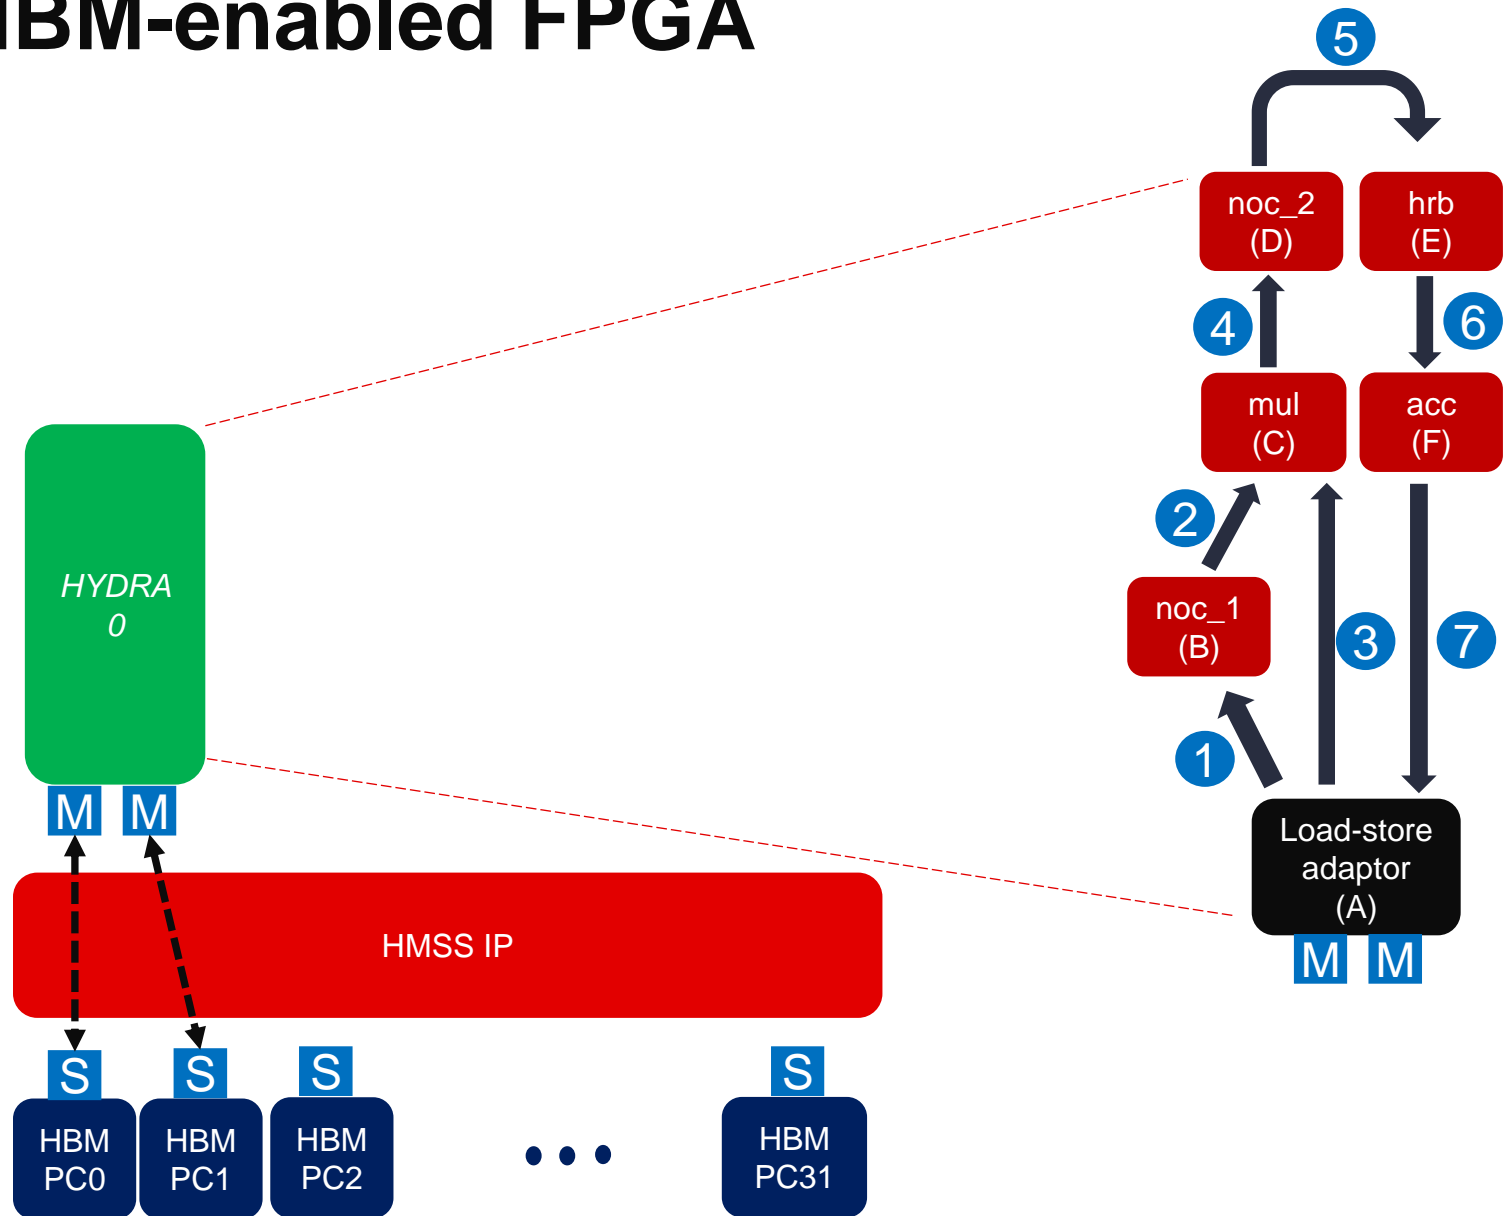 HBM-enabled FPGA
5
noc_2
(D)
hrb
(E)
4
6
mul
(C)
acc
(F)
2
noc_1
(B)
3
7
1
HYDRA
0
M M
Load-store
adaptor
(A)
M M
HMSS IP
S S S S
HBM
PC0
HBM
PC1
HBM
PC2
HBM
PC31